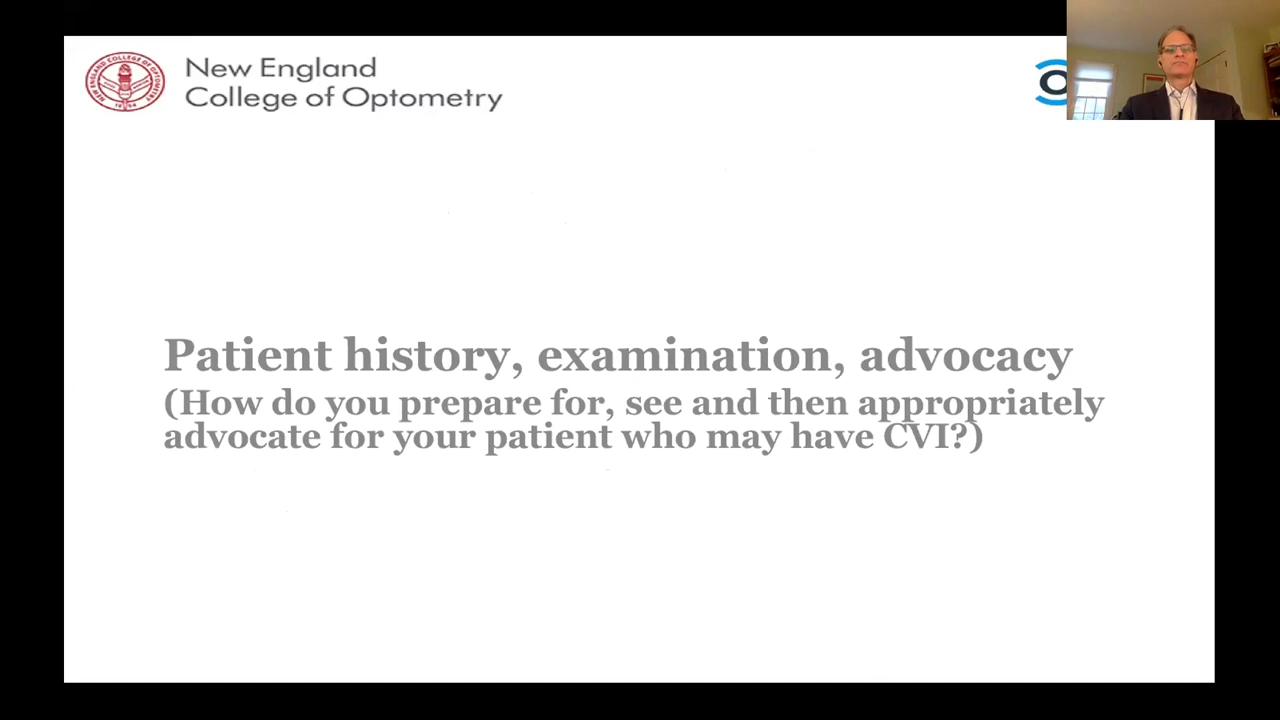 New England
College of Optometry
Patient history, examination, advocacy
(How do you prepare for, see and then appropriately
advocate for your patient who may have CVI?)